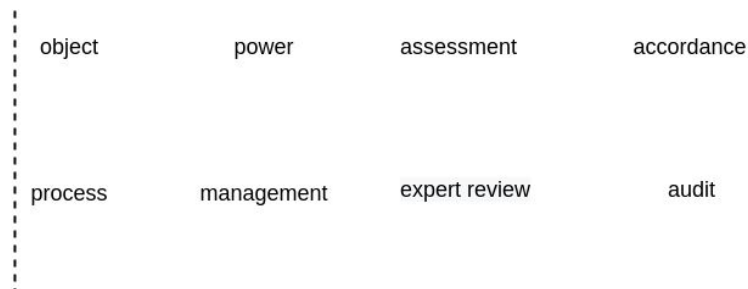 object power assessment accordance
process management expert review audit